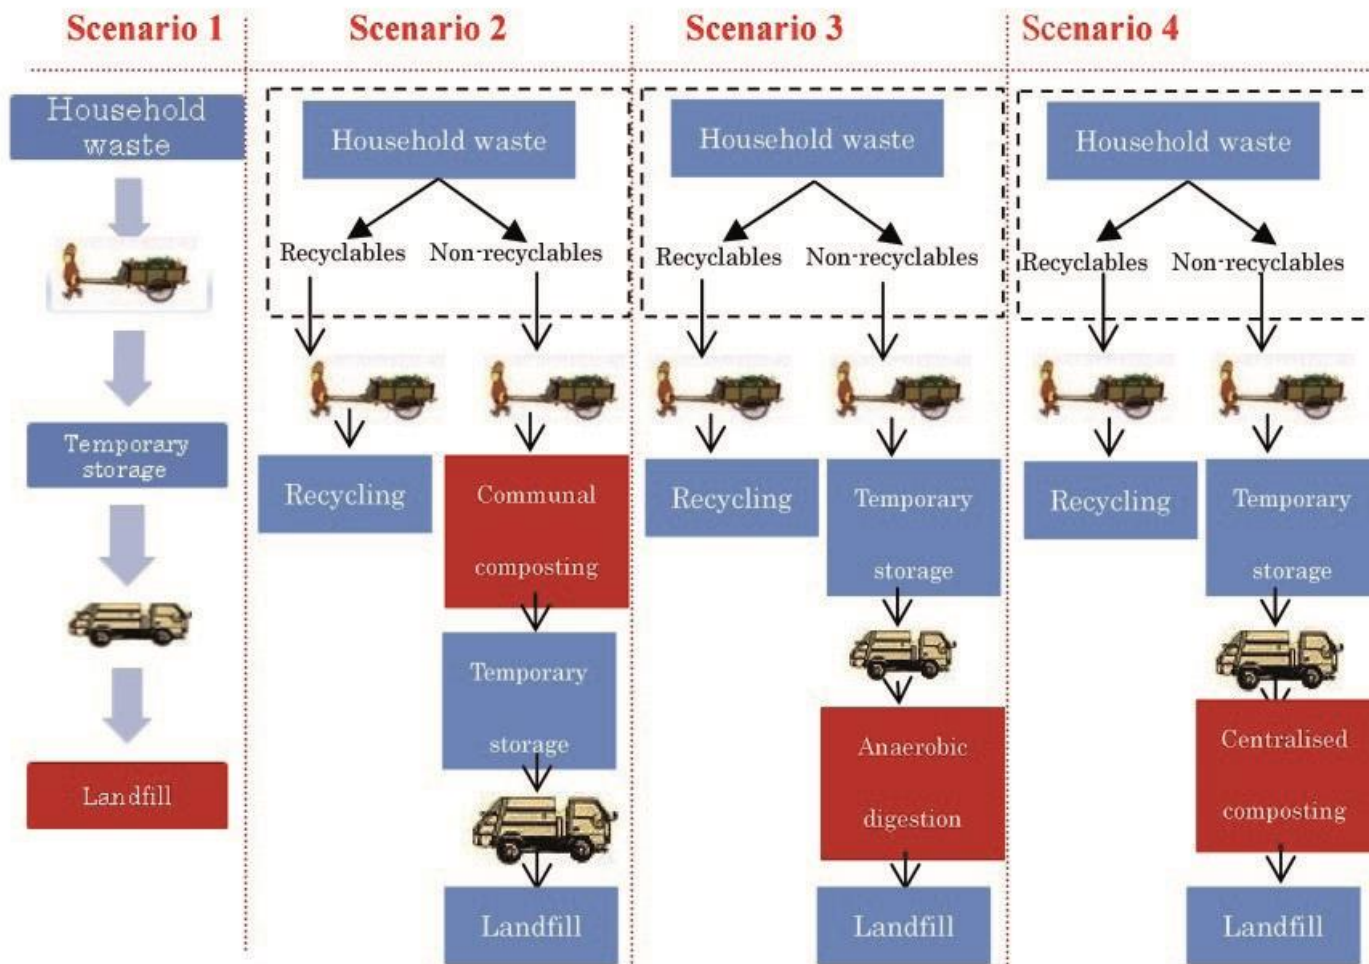 Scenario 1
Scenario 2
Scenario 3
Scenario 4
Household
waste
Temporary
storage
Landfill
Household waste
Recyclables
Non-recyclables
Recycling
Communal
composting
Temporary
storage
Landfill
Household waste
Recyclables
Non-recyclables
Recycling
Temporary
storage
Anaerobic
digestion
Landfill
Household waste
Recyclables
Non-recyclables
Recycling
Temporary
storage
Centralised
composting
Landfill